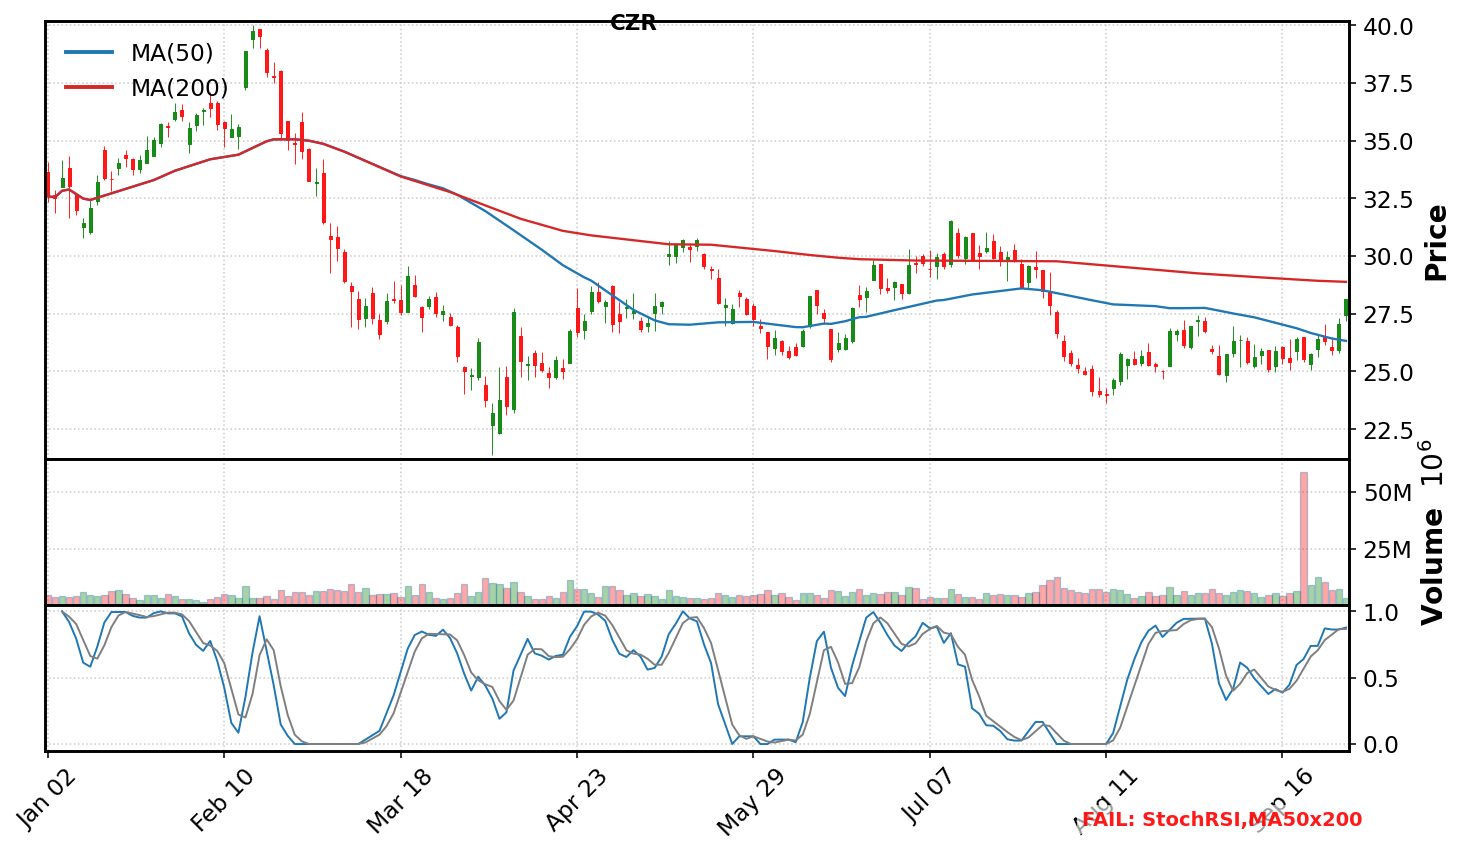 CZR
MA(50)
MA(200)
40.0
37.5
35.0
32.5
30.0
27.5
25.0
22.5
Price
50M
25M
Volume 10⁶
1.0
0.5
0.0
Jan 02
Feb 10
Mar 18
Apr 23
May 29
Jul 07
Aug 11
Sep 16
FAIL: StochRSI,MA50x200